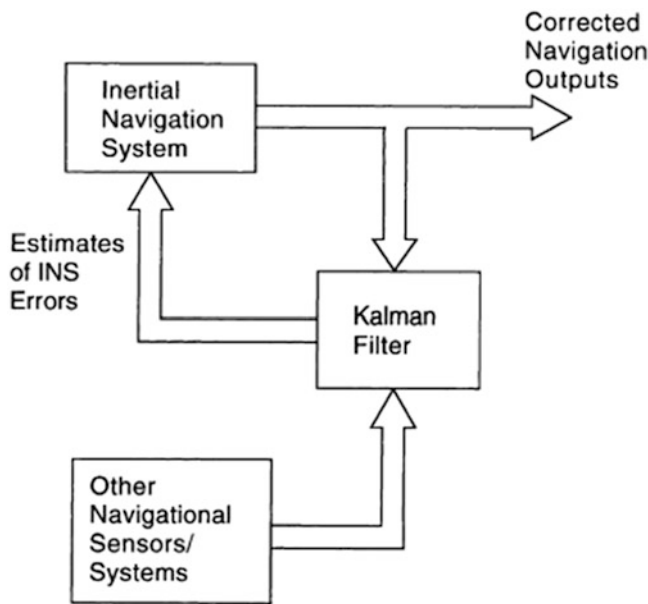 Corrected
Navigation
Outputs
Inertial
Navigation
System
Estimates
of INS
Errors
Kalman
Filter
Other
Navigational
Sensors/
Systems